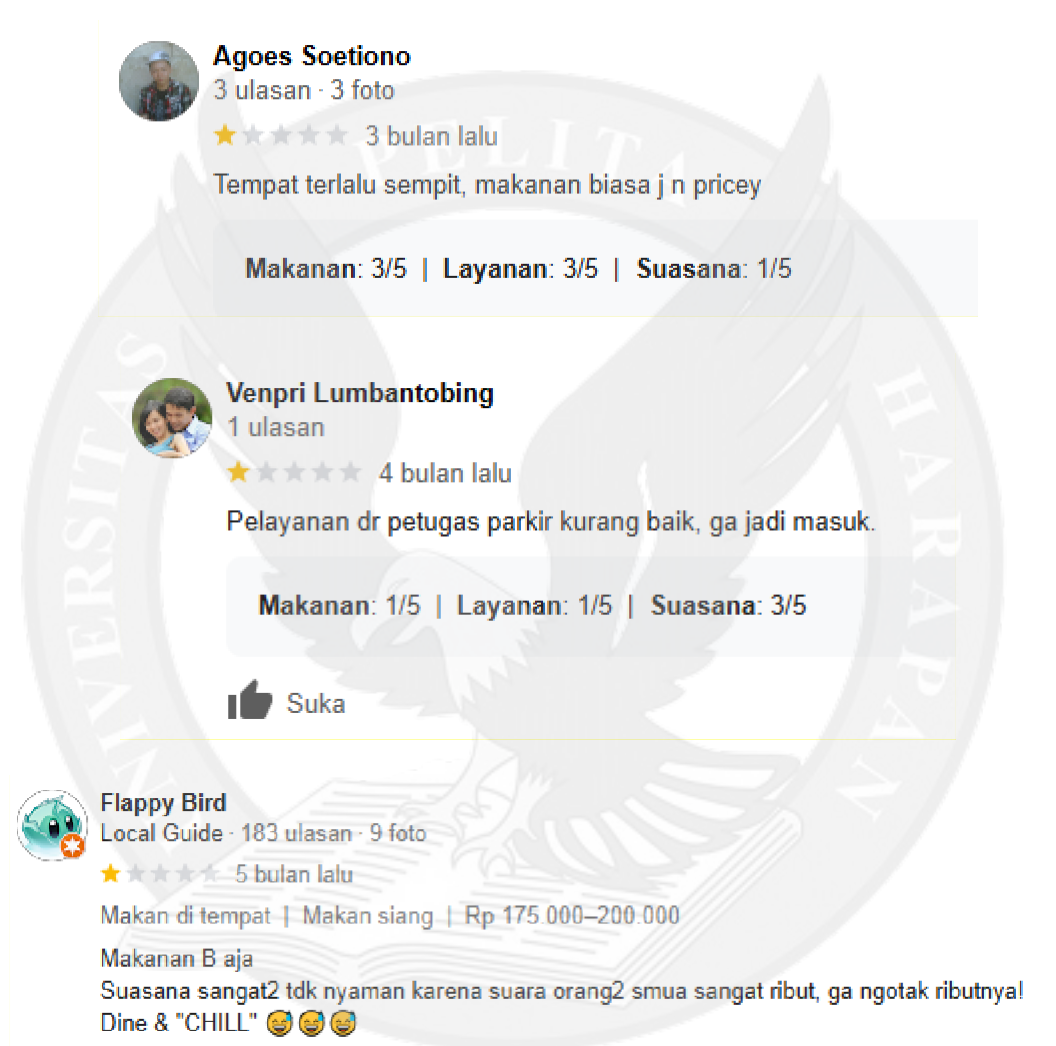 Agoes Soetiono
3 ulasan · 3 foto
3 bulan lalu
Tempat terlalu sempit, makanan biasa j n pricey
Makanan: 3/5 | Layanan: 3/5 | Suasana: 1/5
Venpri Lumbantobing
1 ulasan
4 bulan lalu
Pelayanan dr petugas parkir kurang baik, ga jadi masuk.
Makanan: 1/5 | Layanan: 1/5 | Suasana: 3/5
Suka
Flappy Bird
Local Guide · 183 ulasan · 9 foto
5 bulan lalu
Makan di tempat | Makan siang | Rp 175.000–200.000
Makanan B aja
Suasana sangat2 tdk nyaman karena suara orang2 smua sangat ribut, ga ngotak ributnya!
Dine & "CHILL" 😅😅😅
UNIVERSITAS PELITA HARAPAN